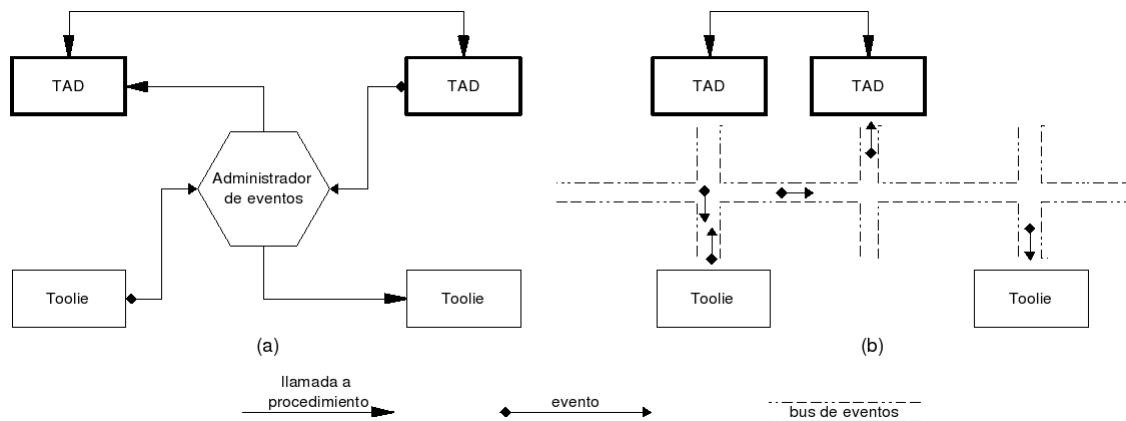 TAD
TAD
Administrador
de eventos
Toolie
Toolie
(a)
TAD
TAD
Toolie
Toolie
(b)
llamada a
procedimiento
evento
bus de eventos